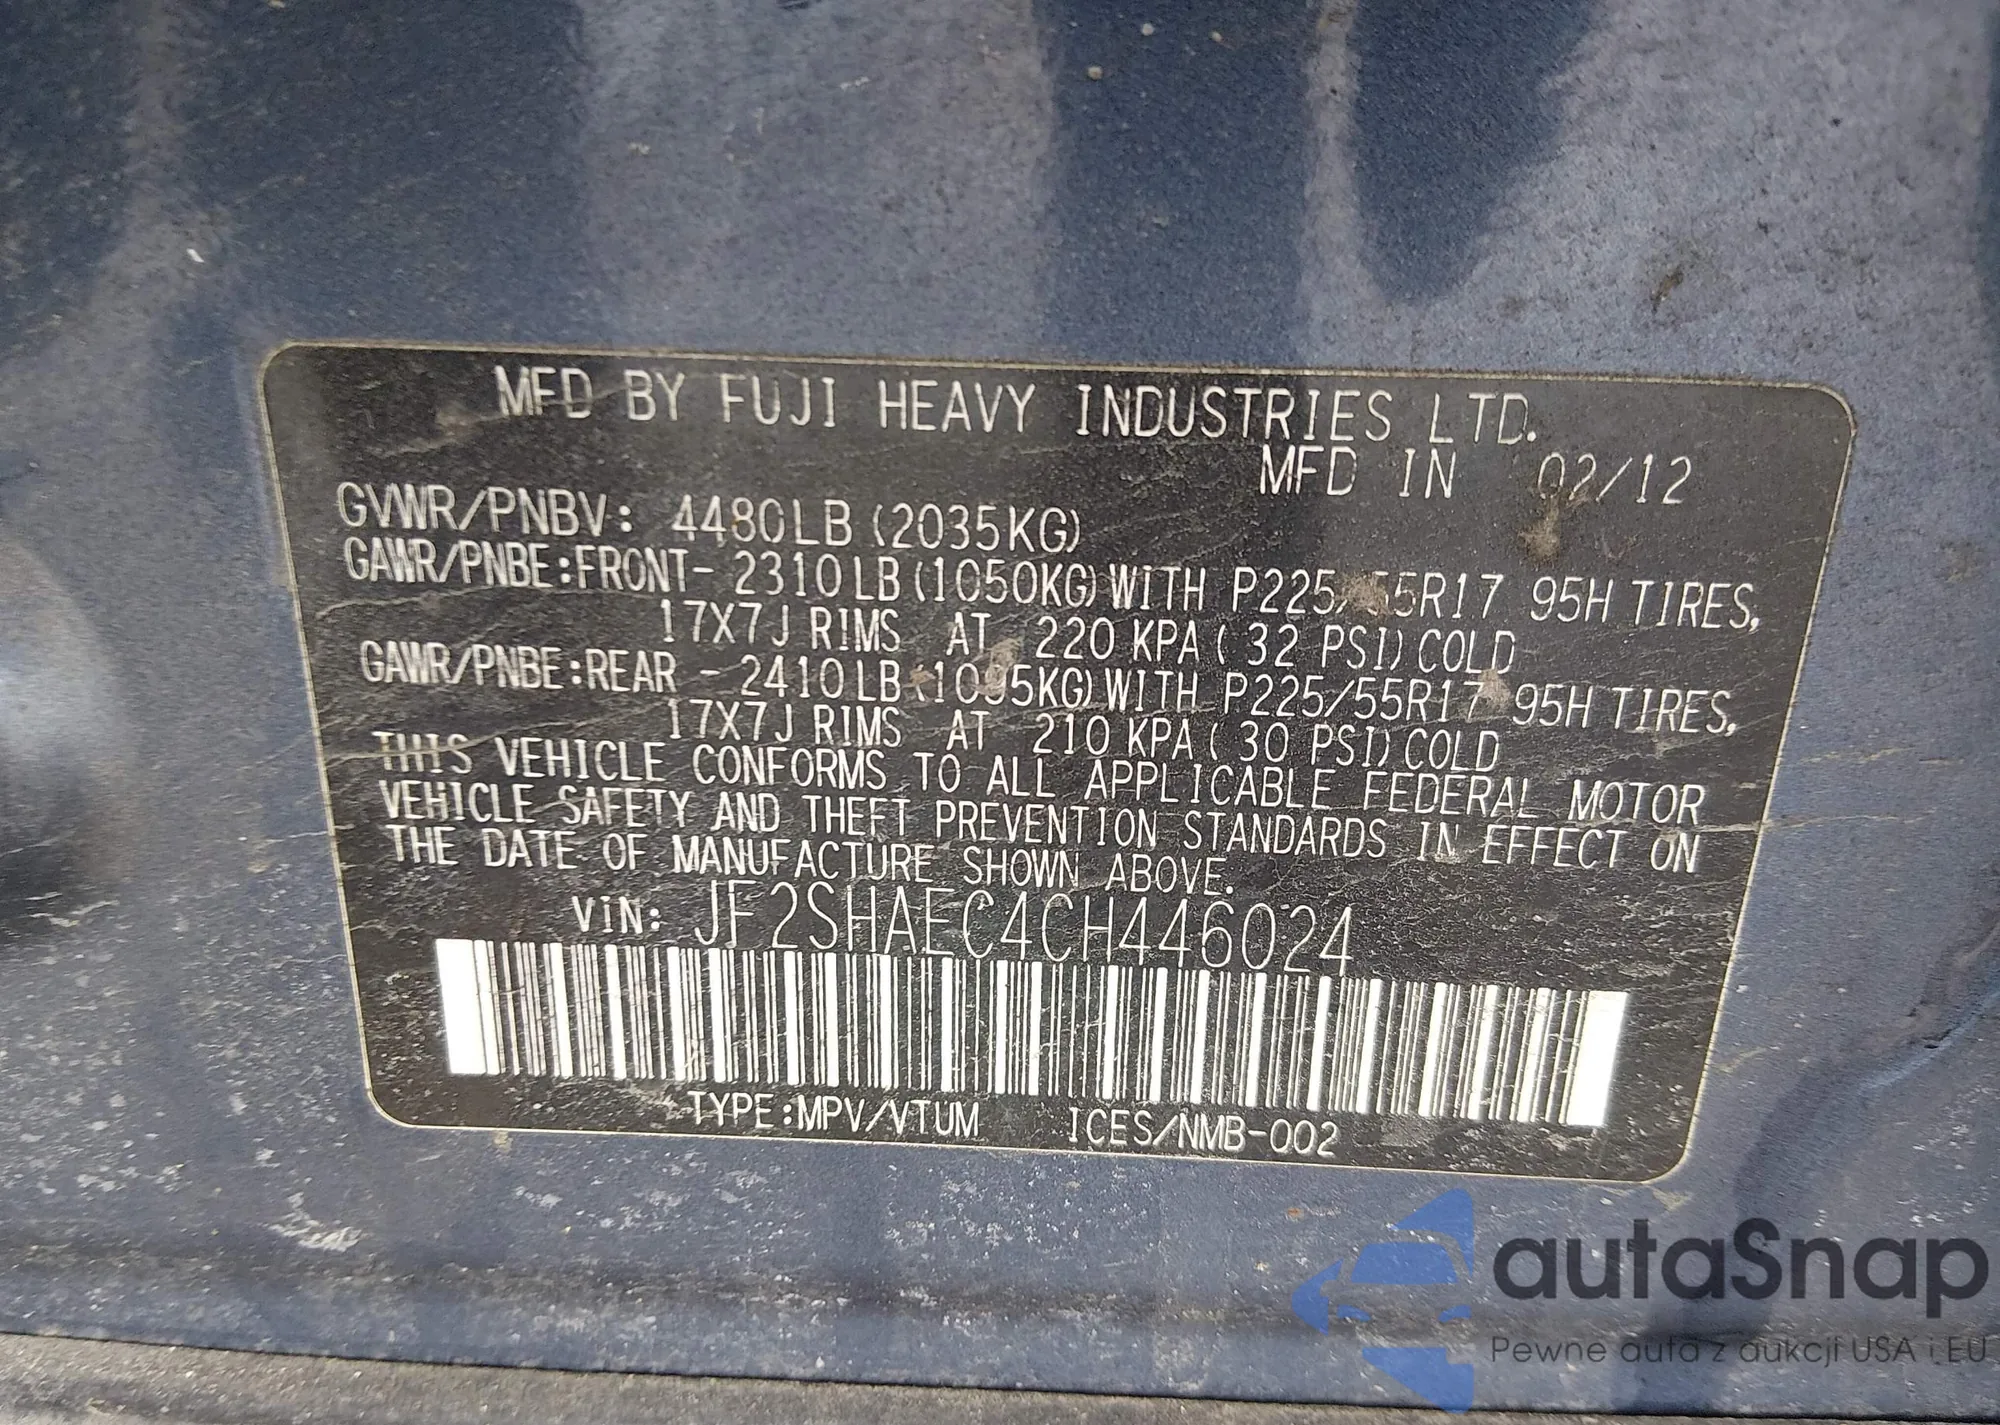 MFD BY FUJI HEAVY INDUSTRIES LTD.
MFD IN 02/12
GVWR/PNBV: 4480LB (2035KG)
GAWR/PNBE:FRONT- 2310LB (1050KG) WITH P225/55R17 95H TIRES,
17X7J RIMS AT 220 KPA ( 32 PSI) COLD
GAWR/PNBE:REAR - 2410LB (1095KG) WITH P225/55R17 95H TIRES,
17X7J RIMS AT 210 KPA ( 30 PSI) COLD
THIS VEHICLE CONFORMS TO ALL APPLICABLE FEDERAL MOTOR
VEHICLE SAFETY AND THEFT PREVENTION STANDARDS IN EFFECT ON
THE DATE OF MANUFACTURE SHOWN ABOVE.
VIN: JF2SHAEC4CH446024
TYPE:MPV/VTUM ICES/NMB-002
autaSnap
Pewne auta z aukcji USA i EU